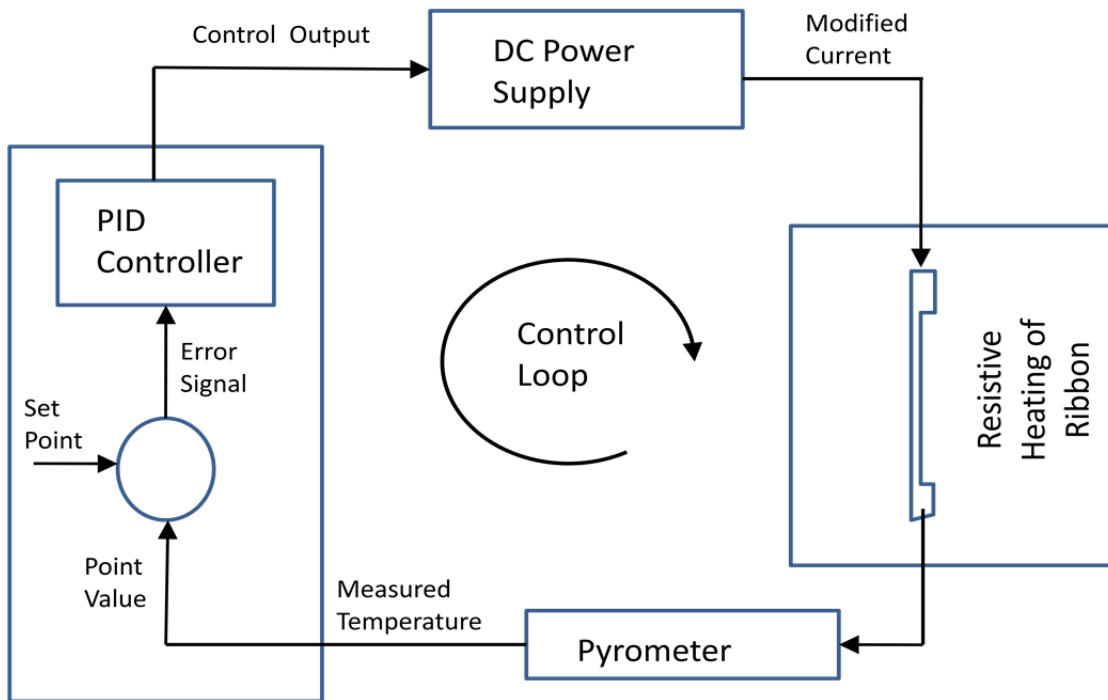 Control Output
DC Power
Supply
Modified
Current
PID
Controller
Error
Signal
Set
Point
Control
Loop
Resistive
Heating of
Ribbon
Point
Value
Measured
Temperature
Pyrometer